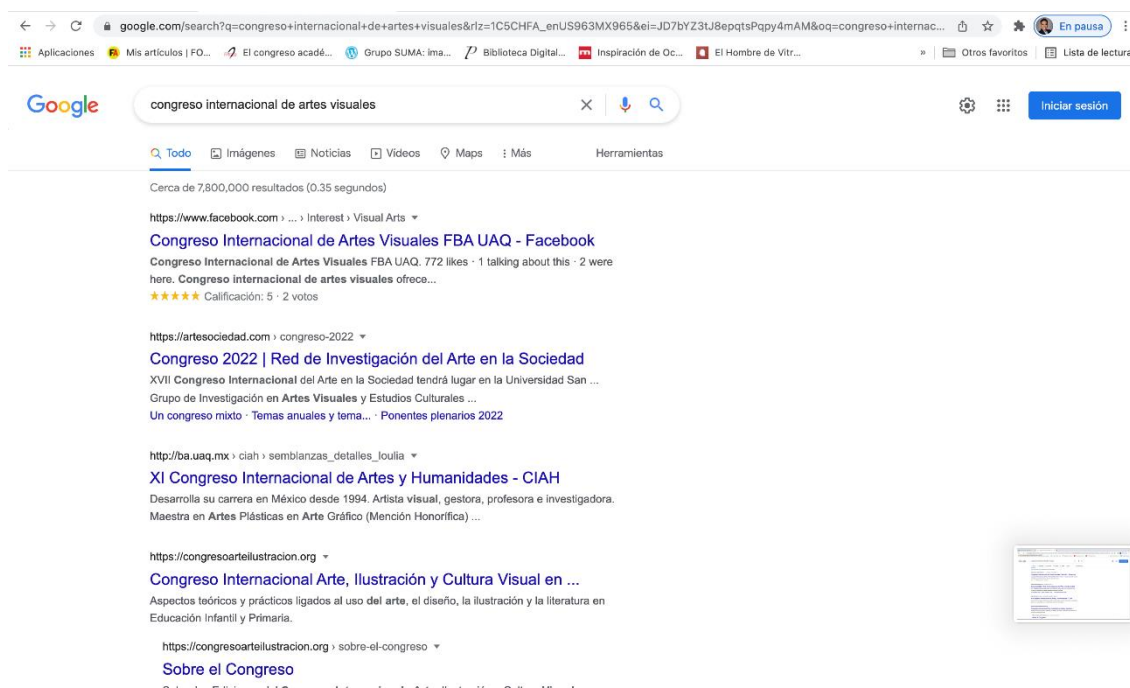 google.com/search?q=congreso+internacional+de+artes+visuales&rlz=1C5CHFA_enUS963MX965&ei=JD7bYZ3tJ8epqtsPqpy4mAM&oq=congreso+internac...
En pausa
Aplicaciones Mis artículos | FO... El congreso acadé... Grupo SUMA: ima... Biblioteca Digital... Inspiración de Oc... El Hombre de Vitr... » Otros favoritos Lista de lectura
Google congreso internacional de artes visuales Iniciar sesión
Todo Imágenes Noticias Vídeos Maps Más Herramientas
Cerca de 7,800,000 resultados (0.35 segundos)
https://www.facebook.com › ... › Interest › Visual Arts
Congreso Internacional de Artes Visuales FBA UAQ - Facebook
Congreso Internacional de Artes Visuales FBA UAQ. 772 likes · 1 talking about this · 2 were
here. Congreso internacional de artes visuales ofrece...
Calificación: 5 · 2 votos
https://artesociedad.com › congreso-2022
Congreso 2022 | Red de Investigación del Arte en la Sociedad
XVII Congreso Internacional del Arte en la Sociedad tendrá lugar en la Universidad San ...
Grupo de Investigación en Artes Visuales y Estudios Culturales ...
Un congreso mixto · Temas anuales y tema... · Ponentes plenarios 2022
http://ba.uaq.mx › ciah › semblanzas_detalles_loulia
XI Congreso Internacional de Artes y Humanidades - CIAH
Desarrolla su carrera en México desde 1994. Artista visual, gestora, profesora e investigadora.
Maestra en Artes Plásticas en Arte Gráfico (Mención Honorífica) ...
https://congresoarteilustracion.org
Congreso Internacional Arte, Ilustración y Cultura Visual en ...
Aspectos teóricos y prácticos ligados al uso del arte, el diseño, la ilustración y la literatura en
Educación Infantil y Primaria.
https://congresoarteilustracion.org › sobre-el-congreso
Sobre el Congreso